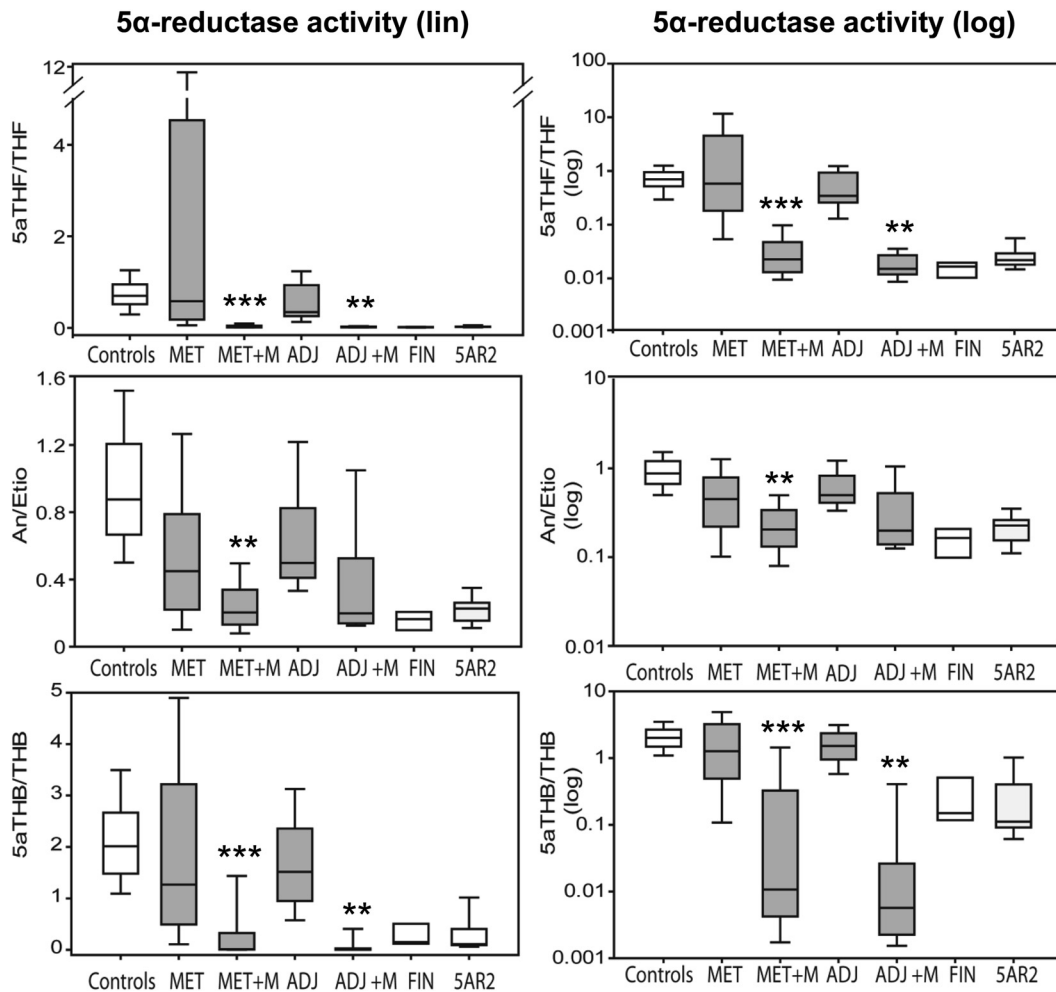 5α-reductase activity (lin)
5α-reductase activity (log)
12
4
2
0
5aTHF/THF
***
**
Controls MET MET+M ADJ ADJ +M FIN 5AR2
100
10
1
0.1
0.01
0.001
5aTHF/THF
(log)
***
**
Controls MET MET+M ADJ ADJ +M FIN 5AR2
1.6
1.2
0.8
0.4
0
An/Etio
**
Controls MET MET+M ADJ ADJ +M FIN 5AR2
10
1
0.1
0.01
An/Etio
(log)
**
Controls MET MET+M ADJ ADJ +M FIN 5AR2
5
4
3
2
1
0
5aTHB/THB
***
**
Controls MET MET+M ADJ ADJ +M FIN 5AR2
10
1
0.1
0.01
0.001
5aTHB/THB
(log)
***
**
Controls MET MET+M ADJ ADJ +M FIN 5AR2